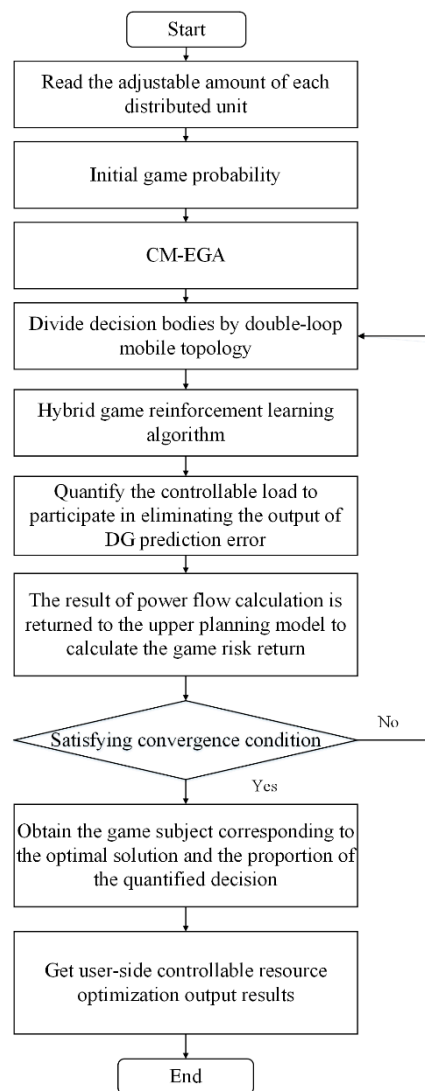 Start
Read the adjustable amount of each
distributed unit
Initial game probability
CM-EGA
Divide decision bodies by double-loop
mobile topology
Hybrid game reinforcement learning
algorithm
Quantify the controllable load to
participate in eliminating the output of
DG prediction error
The result of power flow calculation is
returned to the upper planning model to
calculate the game risk return
Satisfying convergence condition
No
Yes
Obtain the game subject corresponding to
the optimal solution and the proportion of
the quantified decision
Get user-side controllable resource
optimization output results
End